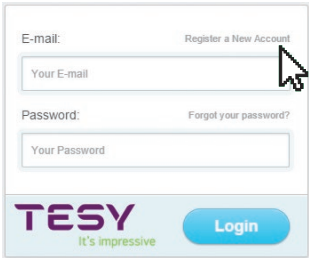 E-mail: Register a New Account
Your E-mail
Password: Forgot your password?
Your Password
TESY
It's impressive
Login